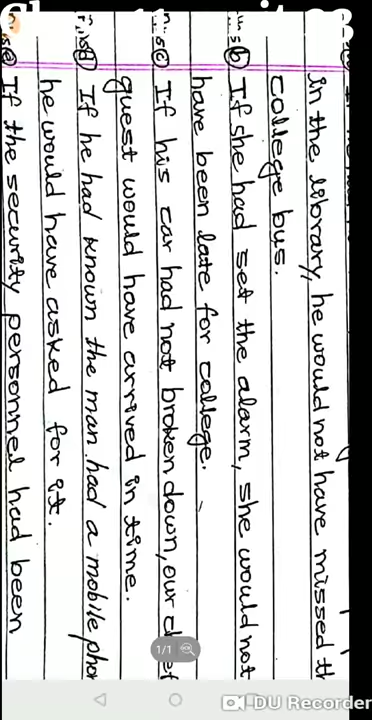 in the library, he would not have missed th
college bus.
b If she had set the alarm, she would not
have been late for college.
c If his car had not broken down, our chief
guest would have arrived in time.
d If he had known the man had a mobile phon
he would have asked for it.
e If the security personnel had been
1/1
DU Recorder